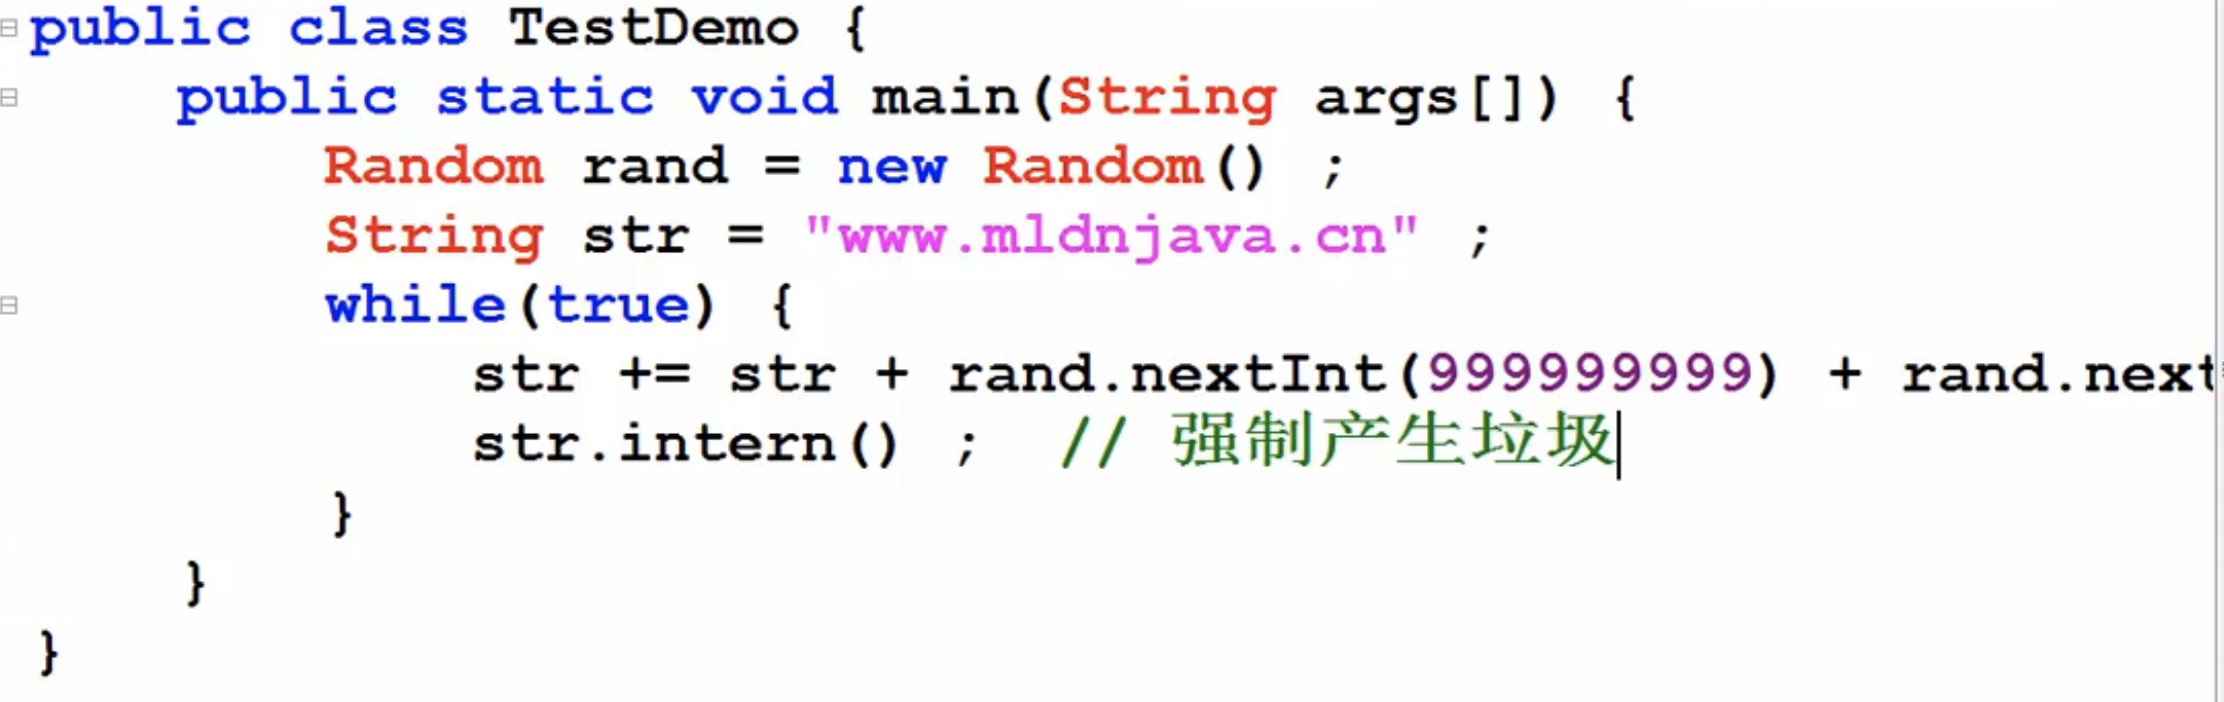 public class TestDemo {
public static void main(String args[]) {
Random rand = new Random() ;
String str = "www.mldnjava.cn" ;
while(true) {
str += str + rand.nextInt(999999999) + rand.next
str.intern() ; // 强制产生垃圾
}
}
}